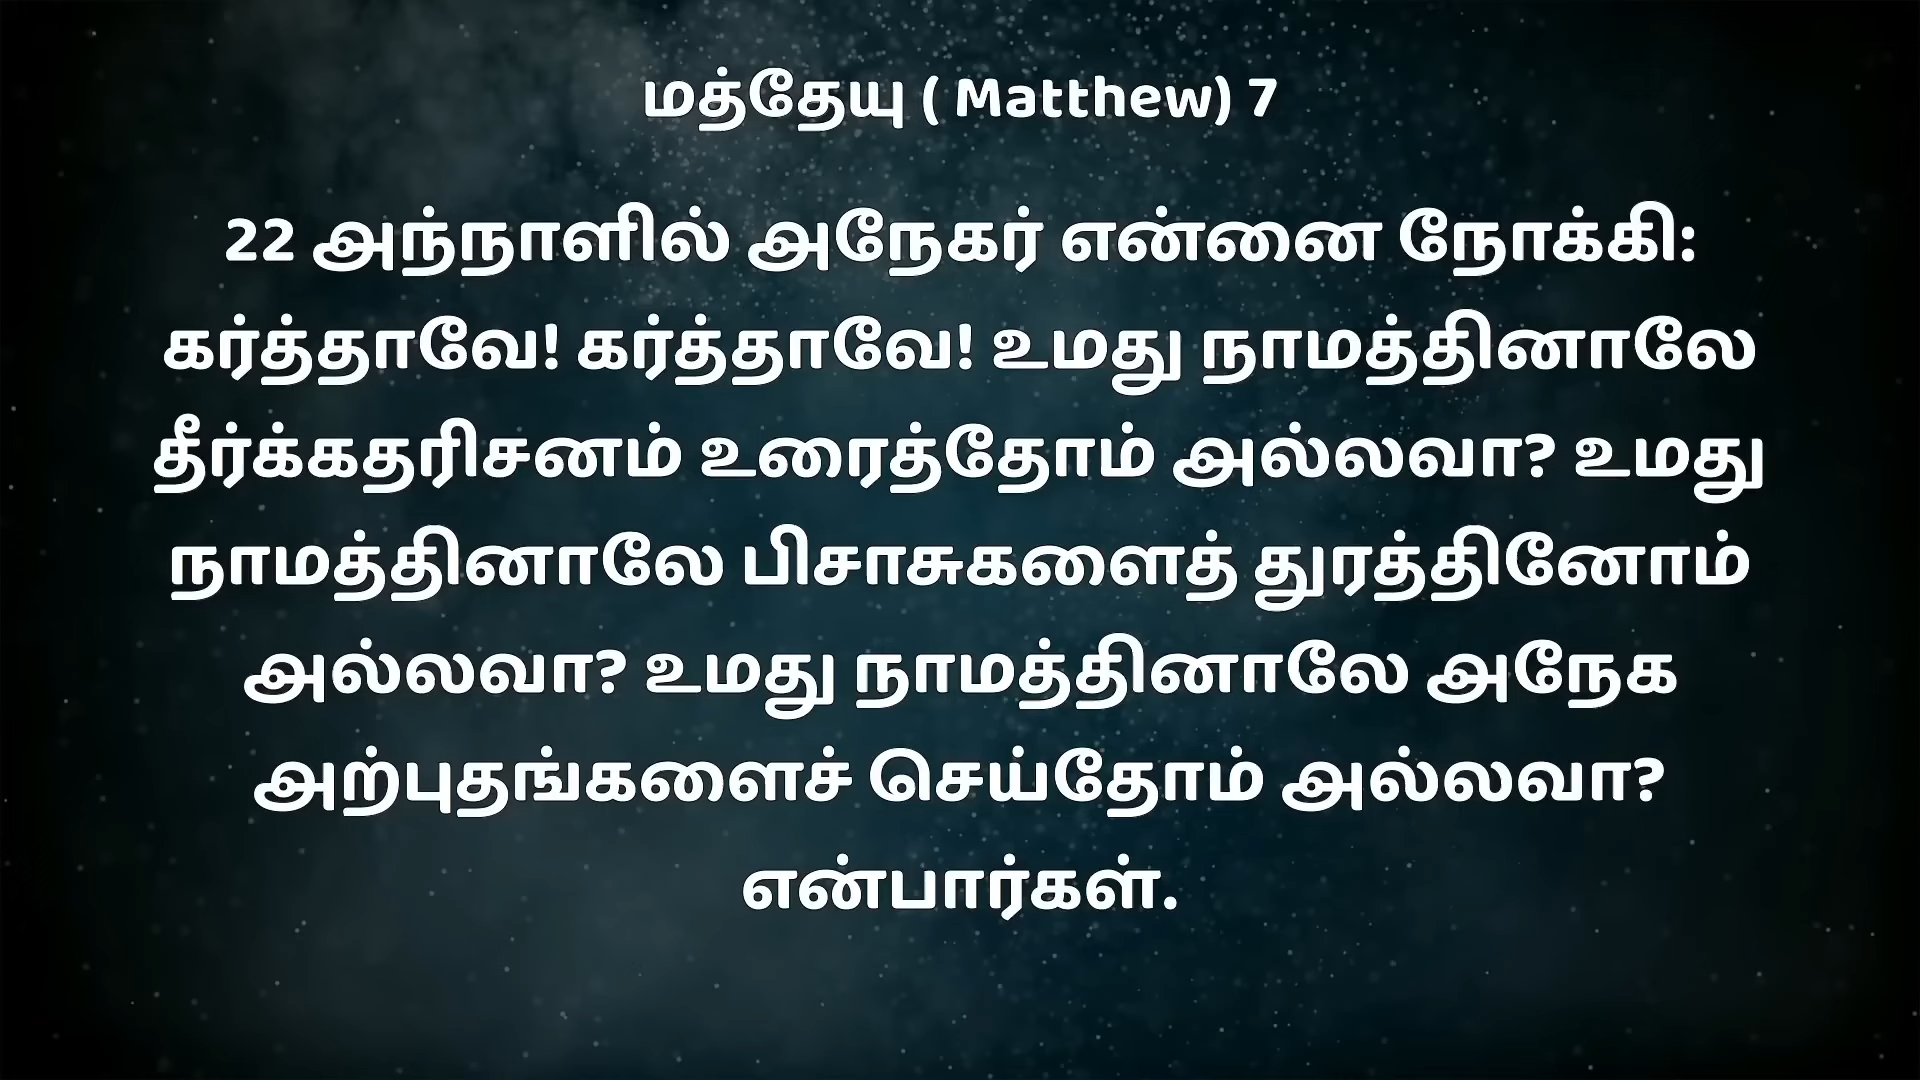 மத்தேயு ( Matthew) 7
22 அந்நாளில் அநேகர் என்னை நோக்கி:
கர்த்தாவே! கர்த்தாவே! உமது நாமத்தினாலே
தீர்க்கதரிசனம் உரைத்தோம் அல்லவா? உமது
நாமத்தினாலே பிசாசுகளைத் துரத்தினோம்
அல்லவா? உமது நாமத்தினாலே அநேக
அற்புதங்களைச் செய்தோம் அல்லவா?
என்பார்கள்.